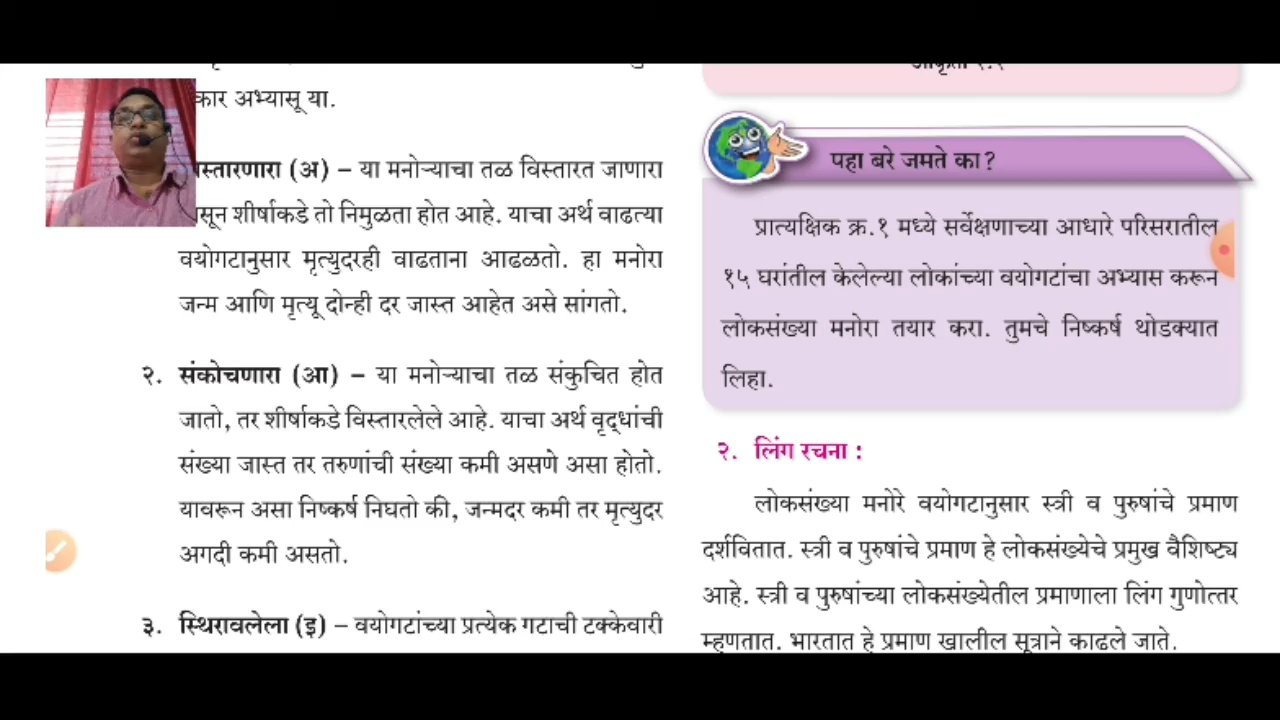 कार अभ्यासू या.
स्तारणारा (अ) – या मनोऱ्याचा तळ विस्तारत जाणारा
सून शीर्षाकडे तो निमुळता होत आहे. याचा अर्थ वाढत्या
वयोगटानुसार मृत्युदरही वाढताना आढळतो. हा मनोरा
जन्म आणि मृत्यू दोन्ही दर जास्त आहेत असे सांगतो.
२. संकोचणारा (आ) – या मनोऱ्याचा तळ संकुचित होत
जातो, तर शीर्षाकडे विस्तारलेले आहे. याचा अर्थ वृद्धांची
संख्या जास्त तर तरुणांची संख्या कमी असणे असा होतो.
यावरून असा निष्कर्ष निघतो की, जन्मदर कमी तर मृत्युदर
अगदी कमी असतो.
३. स्थिरावलेला (इ) – वयोगटांच्या प्रत्येक गटाची टक्केवारी
पहा बरे जमते का?
प्रात्यक्षिक क्र.१ मध्ये सर्वेक्षणाच्या आधारे परिसरातील
१५ घरांतील केलेल्या लोकांच्या वयोगटांचा अभ्यास करून
लोकसंख्या मनोरा तयार करा. तुमचे निष्कर्ष थोडक्यात
लिहा.
२. लिंग रचना :
लोकसंख्या मनोरे वयोगटानुसार स्त्री व पुरुषांचे प्रमाण
दर्शवितात. स्त्री व पुरुषांचे प्रमाण हे लोकसंख्येचे प्रमुख वैशिष्ट्य
आहे. स्त्री व पुरुषांच्या लोकसंख्येतील प्रमाणाला लिंग गुणोत्तर
म्हणतात. भारतात हे प्रमाण खालील सूत्राने काढले जाते.